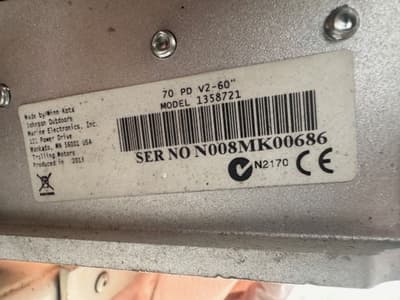 70 PD V2-60"
MODEL 1358721
Made by Minn Kota
Johnson Outdoors
Marine Electronics, Inc.
121 Power Drive
Mankato, MN 56001 USA
Trolling Motors
Produced in 2013
SER NO N008MK00686
N2170 CE